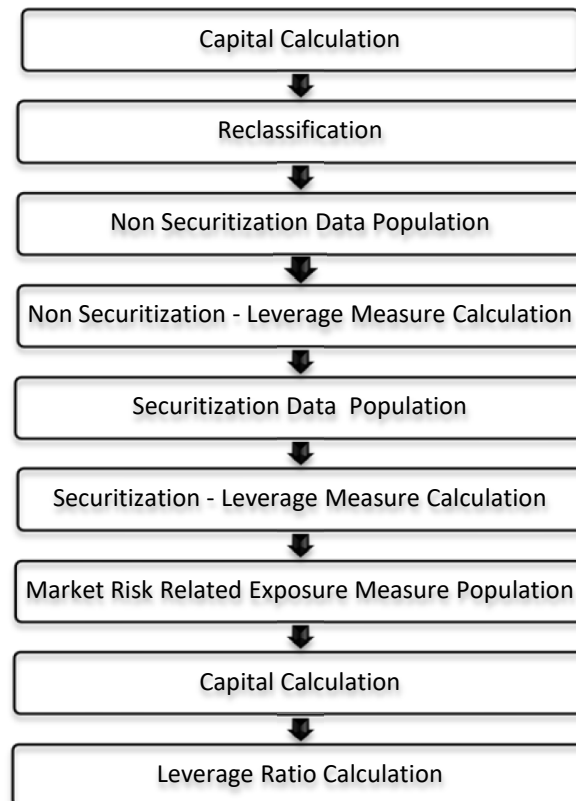 Capital Calculation
Reclassification
Non Securitization Data Population
Non Securitization - Leverage Measure Calculation
Securitization Data Population
Securitization - Leverage Measure Calculation
Market Risk Related Exposure Measure Population
Capital Calculation
Leverage Ratio Calculation